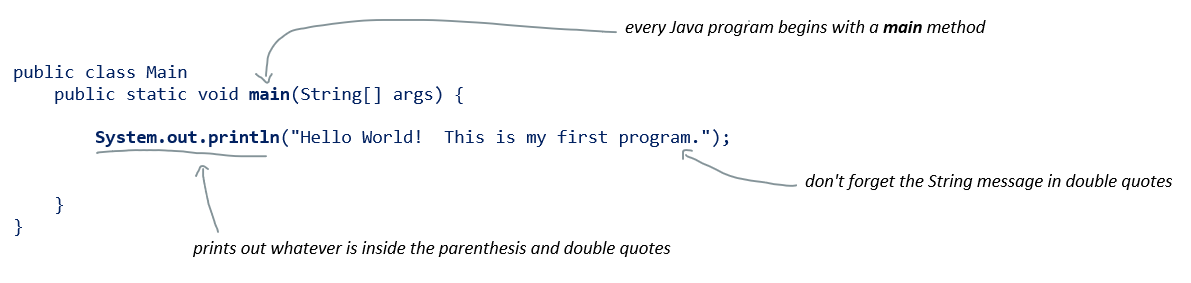 every Java program begins with a main method
public class Main
public static void main(String[] args) {
System.out.println("Hello World!  This is my first program.");
don't forget the String message in double quotes
}
}
prints out whatever is inside the parenthesis and double quotes